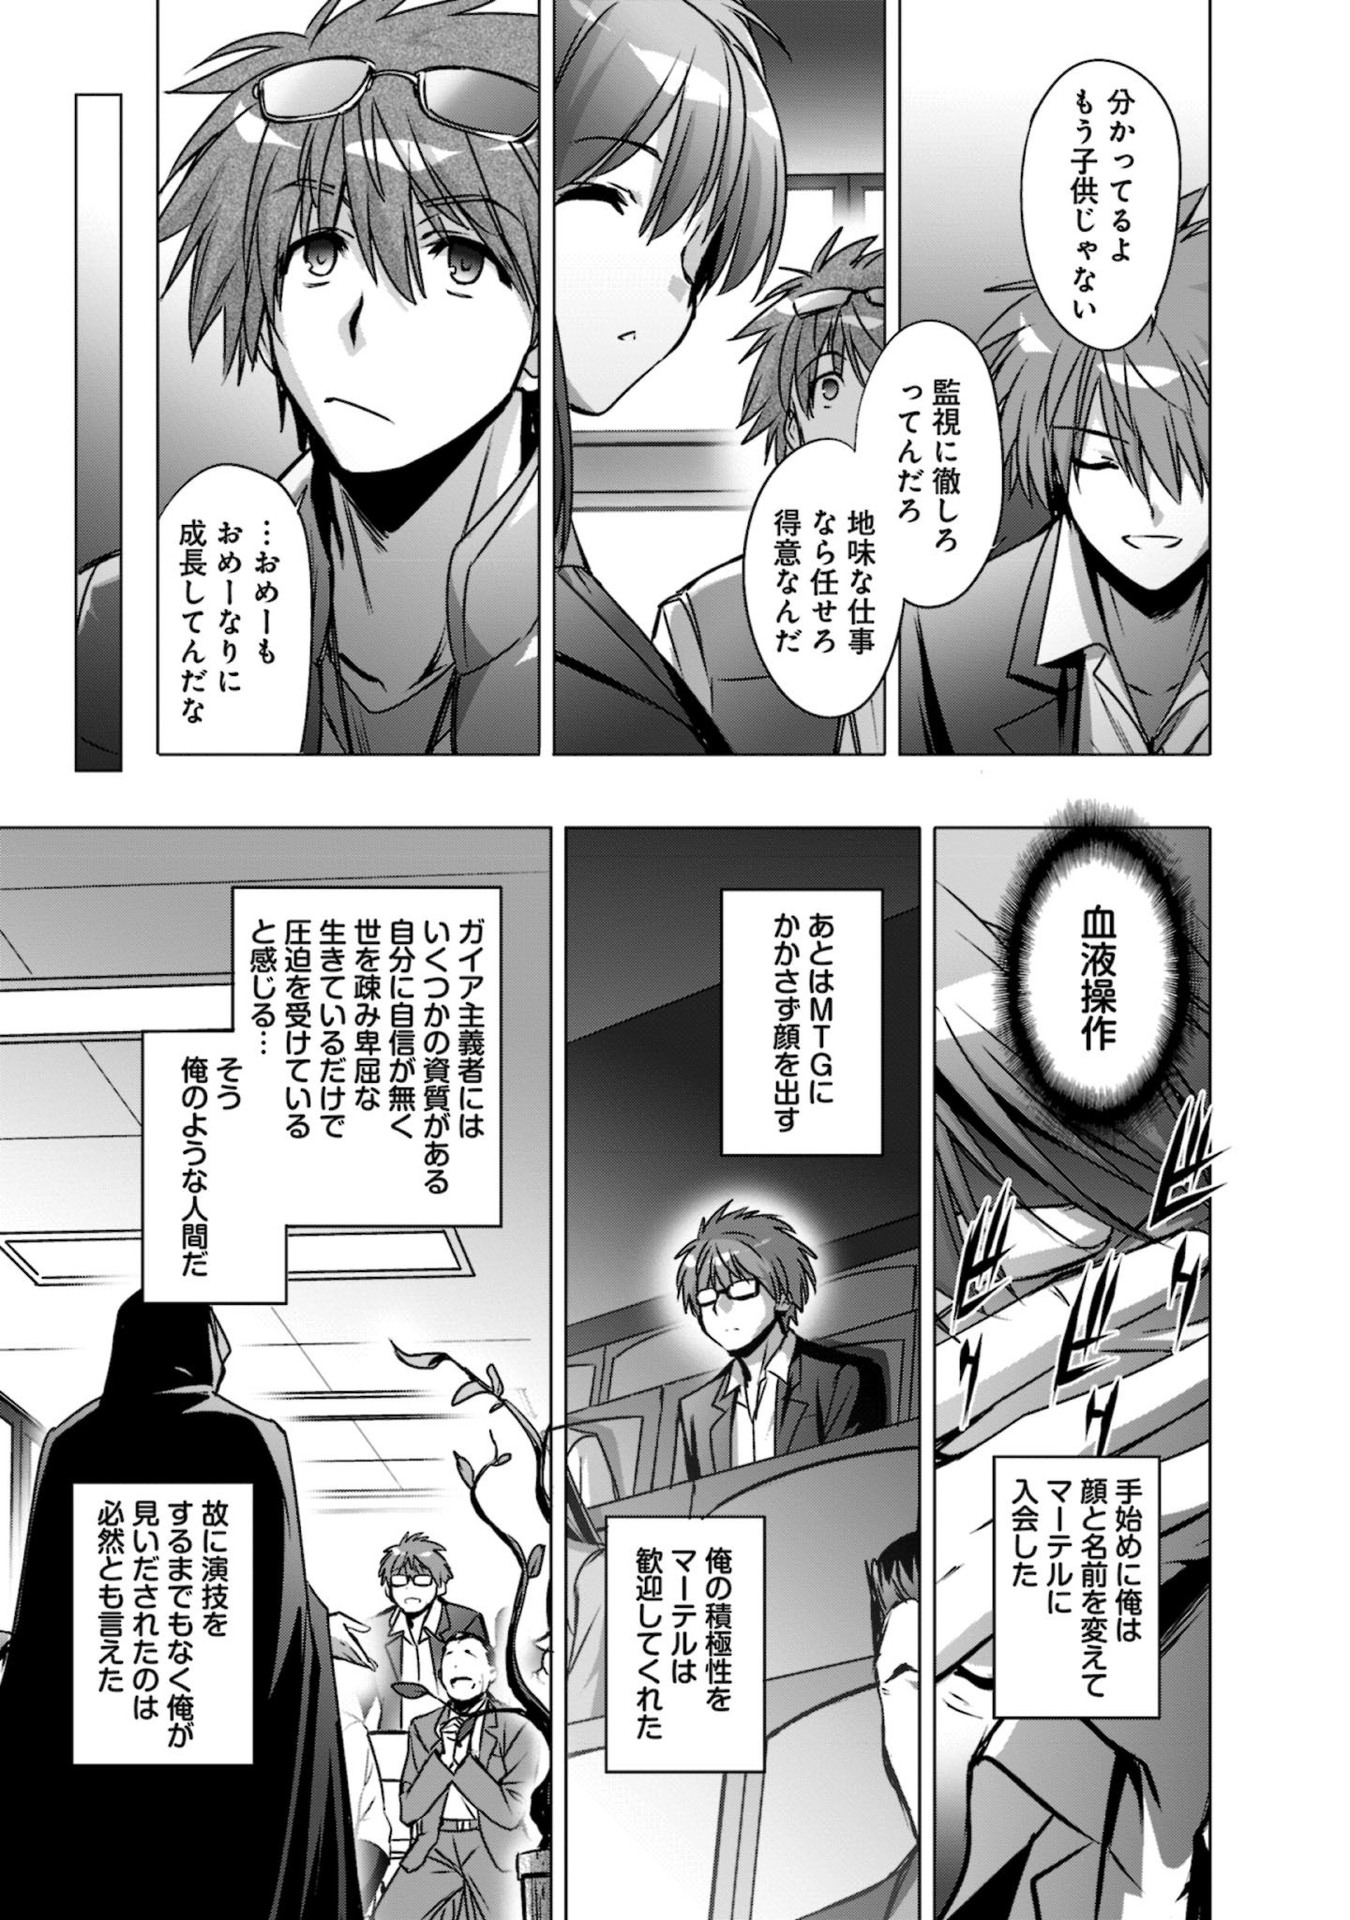 分かってるよ
もう子供じゃない
監視に徹しろ
ってんだろ
地味な仕事
なら任せろ
得意なんだ
…おめーも
おめーなりに
成長してんだな
血液操作
ビキ
ビキ
ビキ
手始めに俺は
顔と名前を変えて
マーテルに
入会した
あとはMTGに
かかさず顔を出す
俺の積極性を
マーテルは
歓迎してくれた
ガイア主義者には
いくつかの資質がある
自分に自信が無く
世を疎み卑屈な
生きているだけで
圧迫を受けている
と感じる…
そう
俺のような人間だ
故に演技を
するまでもなく俺が
見いだされたのは
必然とも言えた